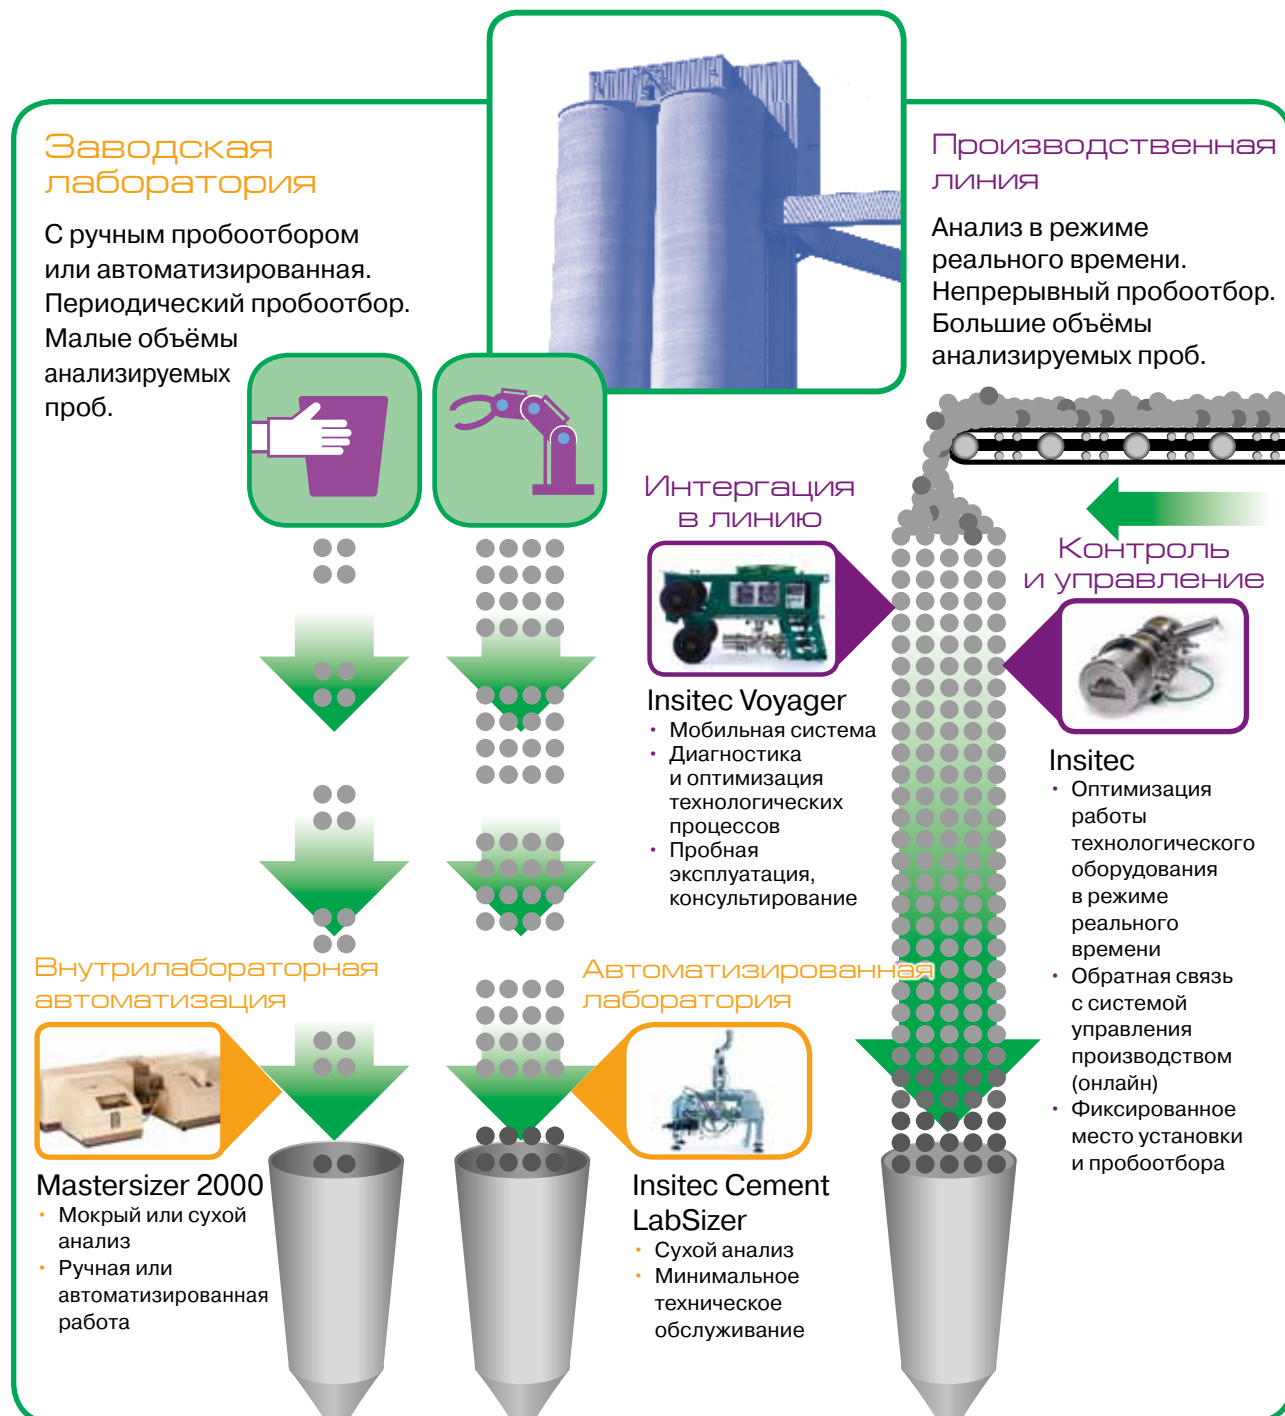 Заводская
лаборатория
С ручным пробоотбором
или автоматизированная.
Периодический пробоотбор.
Малые объёмы
анализируемых
проб.
Производственная
линия
Анализ в режиме
реального времени.
Непрерывный пробоотбор.
Большие объёмы
анализируемых проб.
Интергация
в линию
Insitec Voyager
• Мобильная система
• Диагностика
и оптимизация
технологических
процессов
• Пробная
эксплуатация,
консультирование
Контроль
и управление
Insitec
• Оптимизация
работы
технологического
оборудования
в режиме
реального
времени
• Обратная связь
с системой
управления
производством
(онлайн)
• Фиксированное
место установки
и пробоотбора
Внутрилабораторная
автоматизация
Mastersizer 2000
• Мокрый или сухой
анализ
• Ручная или
автоматизированная
работа
Автоматизированная
лаборатория
Insitec Cement
LabSizer
• Сухой анализ
• Минимальное
техническое
обслуживание